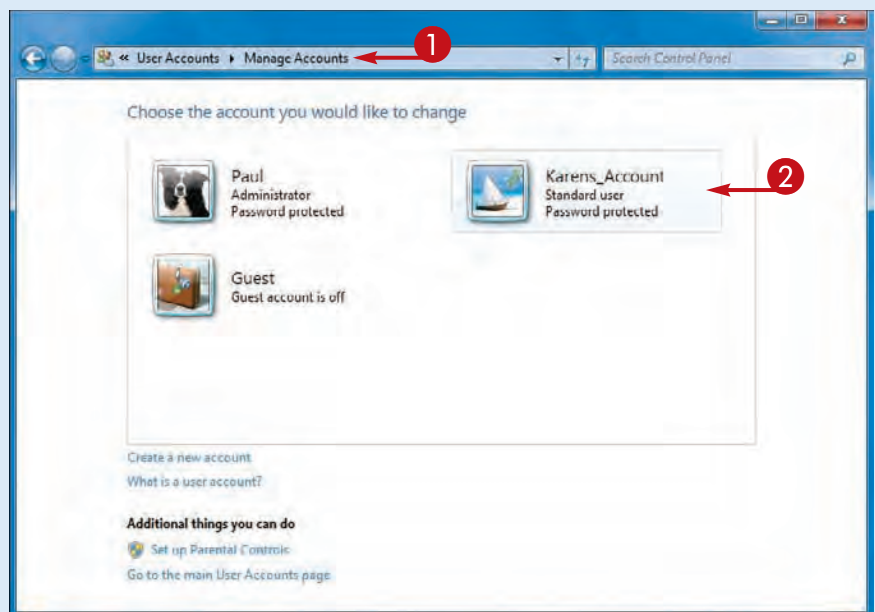 « User Accounts ▸ Manage Accounts
1
Search Control Panel
Choose the account you would like to change
Paul
Administrator
Password protected
Karens_Account
Standard user
Password protected
2
Guest
Guest account is off
Create a new account
What is a user account?
Additional things you can do
Set up Parental Controls
Go to the main User Accounts page